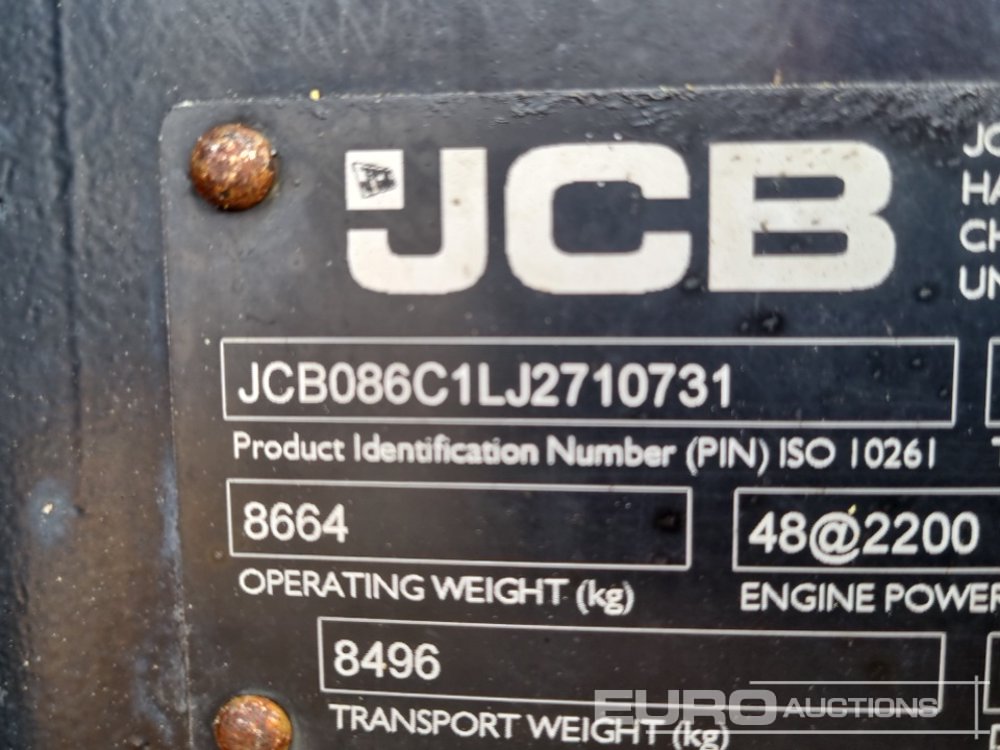 JCB
JCB086C1LJ2710731
Product Identification Number (PIN) ISO 10261
8664
48@2200
OPERATING WEIGHT (kg)
ENGINE POWER
8496
TRANSPORT WEIGHT (kg)
EURO AUCTIONS